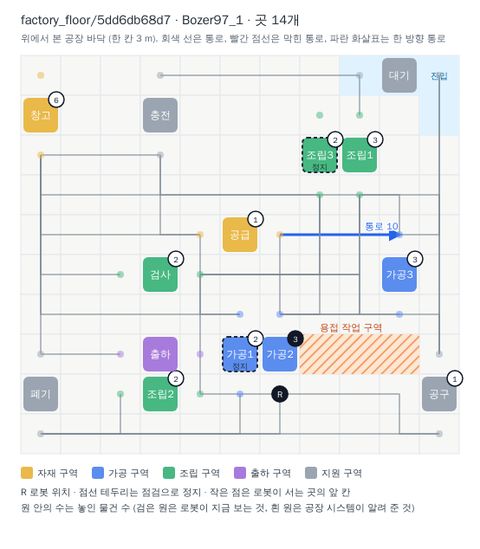 factory_floor/5dd6db68d7 · Bozer97_1 · 곳 14개
위에서 본 공장 바닥 (한 칸 3 m). 회색 선은 통로, 빨간 점선은 막힌 통로, 파란 화살표는 한 방향 통로
대기
진입
창고
6
충전
조립3
2
정지
조립1
3
공급
1
통로 10
검사
2
가공3
3
용접 작업 구역
출하
가공1
2
정지
가공2
3
폐기
조립2
2
R
공구
1
자재 구역
가공 구역
조립 구역
출하 구역
지원 구역
R 로봇 위치 · 점선 테두리는 점검으로 정지 · 작은 점은 로봇이 서는 곳의 앞 칸
원 안의 수는 놓인 물건 수 (검은 원은 로봇이 지금 보는 것, 흰 원은 공장 시스템이 알려 준 것)